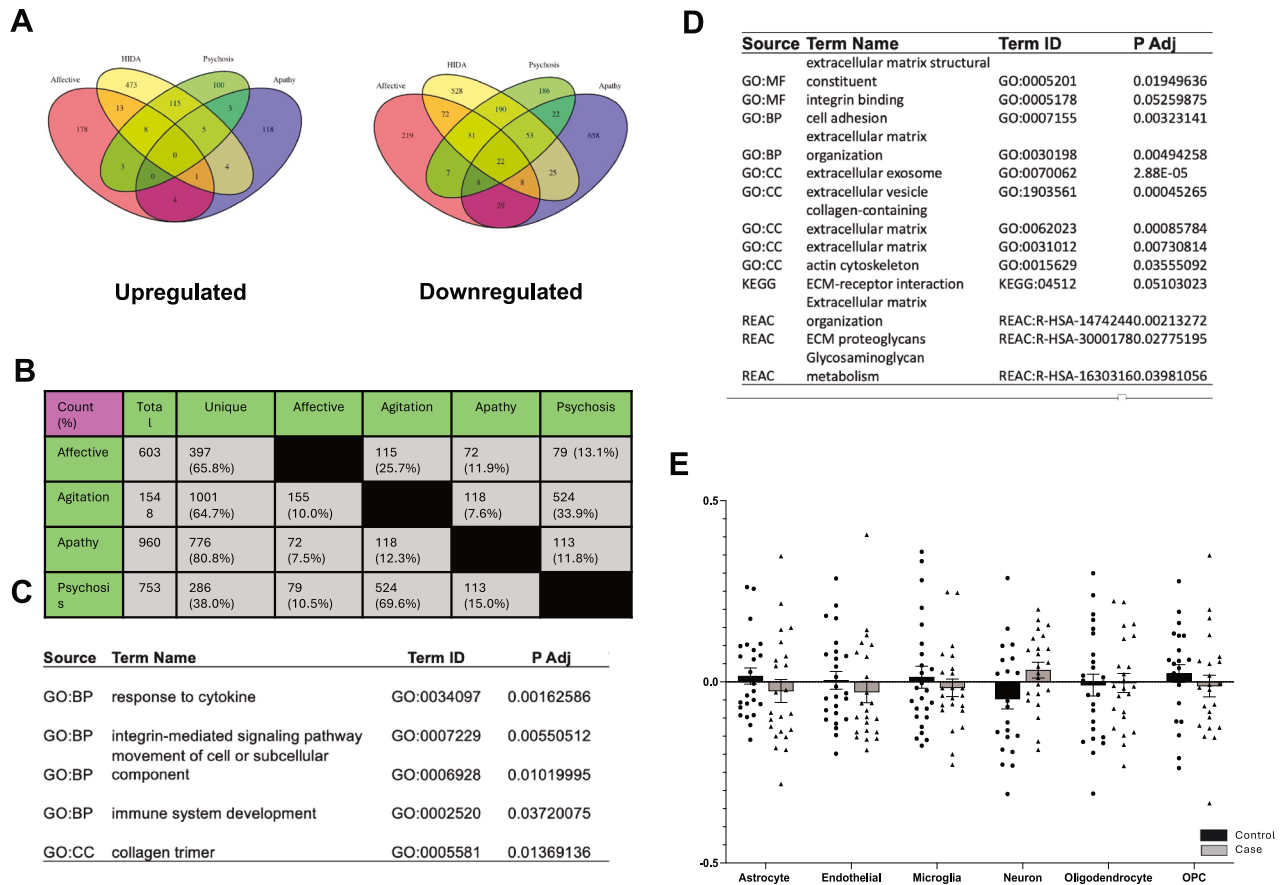 A
HIDA
Psychosis
Affective
Apathy
473
100
13
115
3
178
8
5
118
0
3
4
0
1
4
Upregulated
HIDA
Psychosis
Affective
Apathy
528
186
72
190
22
219
31
53
658
22
7
25
8
8
29
Downregulated
B
Count (%) Total Unique Affective Agitation Apathy Psychosis
Affective 603 397 (65.8%) 115 (25.7%) 72 (11.9%) 79 (13.1%)
Agitation 1548 1001 (64.7%) 155 (10.0%) 118 (7.6%) 524 (33.9%)
Apathy 960 776 (80.8%) 72 (7.5%) 118 (12.3%) 113 (11.8%)
Psychosis 753 286 (38.0%) 79 (10.5%) 524 (69.6%) 113 (15.0%)
C
Source Term Name Term ID P Adj
GO:BP response to cytokine GO:0034097 0.00162586
GO:BP integrin-mediated signaling pathway GO:0007229 0.00550512
movement of cell or subcellular
GO:BP component GO:0006928 0.01019995
GO:BP immune system development GO:0002520 0.03720075
GO:CC collagen trimer GO:0005581 0.01369136
D
Source Term Name Term ID P Adj
extracellular matrix structural
GO:MF constituent GO:0005201 0.01949636
GO:MF integrin binding GO:0005178 0.05259875
GO:BP cell adhesion GO:0007155 0.00323141
extracellular matrix
GO:BP organization GO:0030198 0.00494258
GO:CC extracellular exosome GO:0070062 2.88E-05
GO:CC extracellular vesicle GO:1903561 0.00045265
collagen-containing
GO:CC extracellular matrix GO:0062023 0.00085784
GO:CC extracellular matrix GO:0031012 0.00730814
GO:CC actin cytoskeleton GO:0015629 0.03555092
KEGG ECM-receptor interaction KEGG:04512 0.05103023
Extracellular matrix
REAC organization REAC:R-HSA-14742440.00213272
REAC ECM proteoglycans REAC:R-HSA-30001780.02775195
Glycosaminoglycan
REAC metabolism REAC:R-HSA-16303160.03981056
E
0.5
0.0
-0.5
Astrocyte Endothelial Microglia Neuron Oligodendrocyte OPC
Control
Case